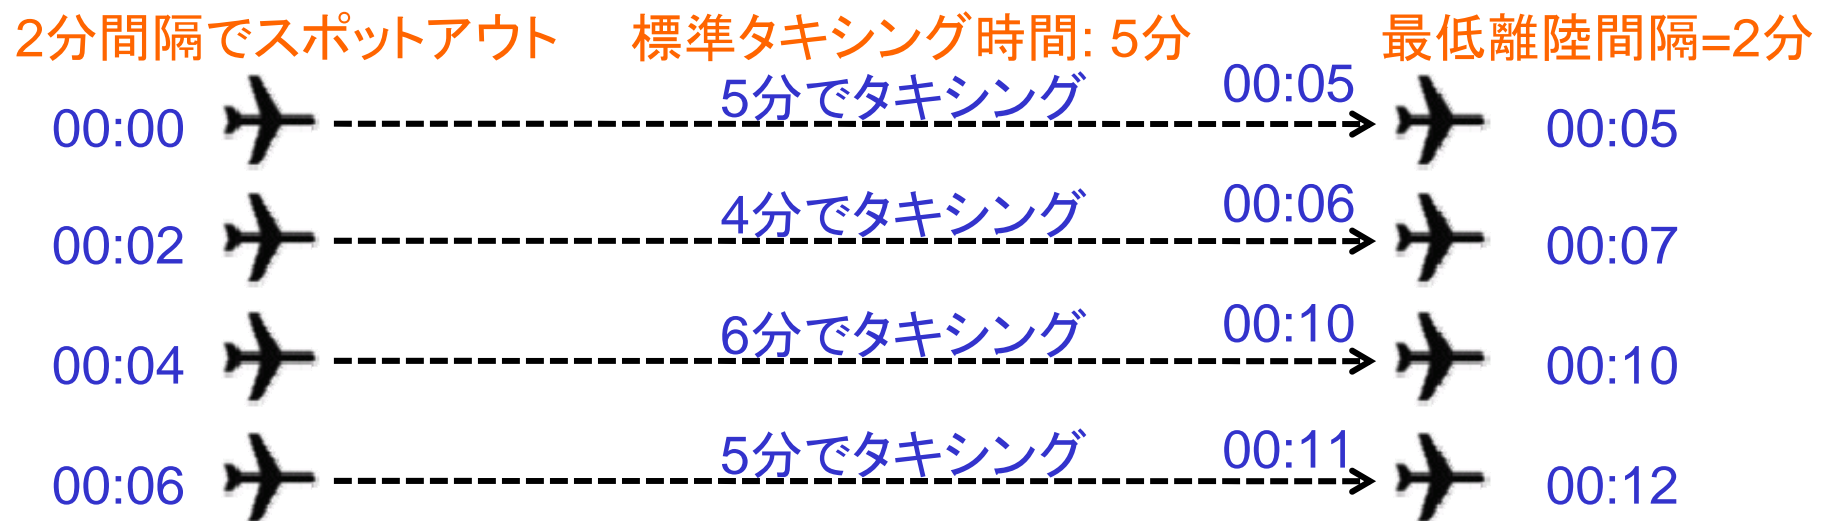 2分間隔でスポットアウト 標準タキシング時間: 5分 最低離陸間隔=2分
00:00 5分でタキシング 00:05 00:05
00:02 4分でタキシング 00:06 00:07
00:04 6分でタキシング 00:10 00:10
00:06 5分でタキシング 00:11 00:12